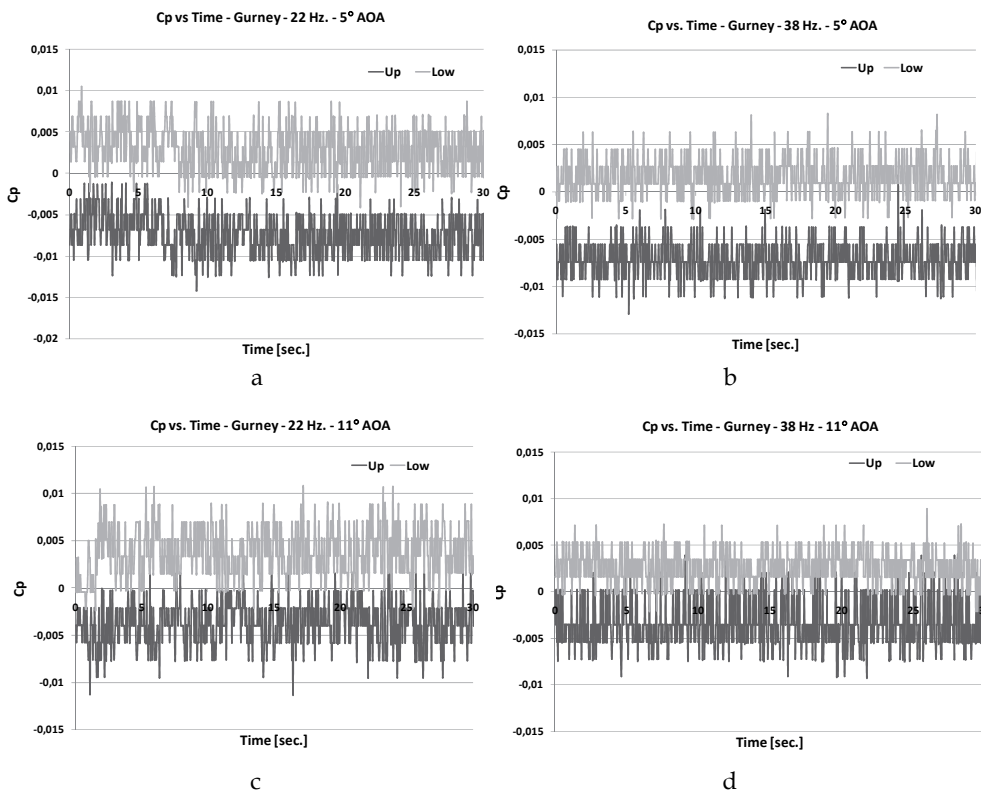 Cp vs Time - Gurney - 22 Hz. - 5° AOA
0,015
Up Low
0,01
0,005
0
0 5 10 15 20 25 30
-0,005
-0,01
-0,015
-0,02
Cp
Time [sec.]
a
Cp vs. Time - Gurney - 38 Hz. - 5° AOA
0,015
Up Low
0,01
0,005
0
0 5 10 15 20 25 30
-0,005
-0,01
-0,015
Cp
Time [sec.]
b
Cp vs. Time - Gurney - 22 Hz. - 11° AOA
0,015
Up Low
0,01
0,005
0
0 5 10 15 20 25 30
-0,005
-0,01
-0,015
Cp
Time [sec.]
c
Cp vs. Time - Gurney - 38 Hz - 11° AOA
0,015
Up Low
0,01
0,005
0
0 5 10 15 20 25
-0,005
-0,01
-0,015
Cp
Time [sec.]
d